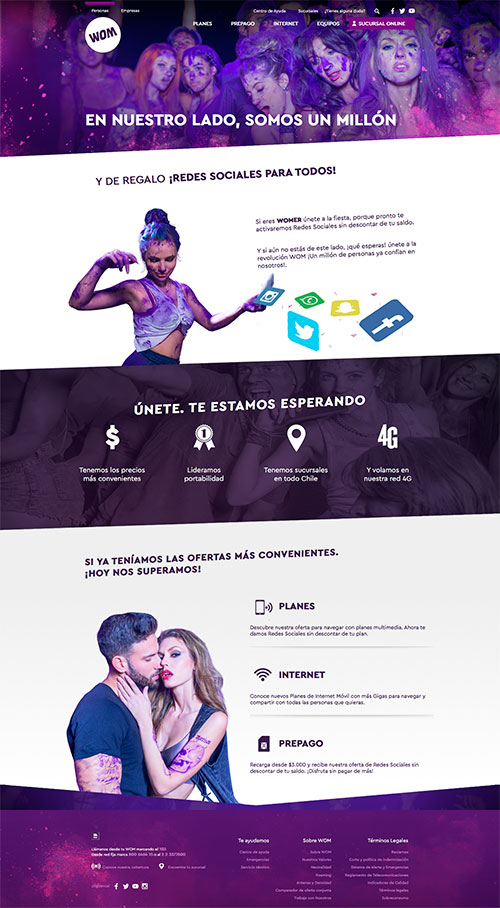 Personas Empresas Centro de Ayuda Sucursales ¿Tienes alguna duda?
WOM
PLANES PREPAGO INTERNET EQUIPOS SUCURSAL ONLINE
EN NUESTRO LADO, SOMOS UN MILLÓN
Y DE REGALO ¡REDES SOCIALES PARA TODOS!
Si eres WOMER únete a la fiesta, porque pronto te
activaremos Redes Sociales sin descontar de tu saldo.
Y si aún no estás de este lado, ¡qué esperas! únete a la
revolución WOM ¡Un millón de personas ya confían en
nosotros!.
ÚNETE. TE ESTAMOS ESPERANDO
$ 1 4G
Tenemos los precios
más convenientes
Lideramos
portabilidad
Tenemos sucursales
en todo Chile
Y volamos en
nuestra red 4G
SI YA TENÍAMOS LAS OFERTAS MÁS CONVENIENTES.
¡HOY NOS SUPERAMOS!
PLANES
Descubre nuestra oferta para navegar con planes multimedia. Ahora te
damos Redes Sociales sin descontar de tu plan.
INTERNET
Conoce nuevos Planes de Internet Móvil con más Gigas para navegar y
compartir con todas las personas que quieras.
PREPAGO
Recarga desde $3.000 y recibe nuestra oferta de Redes Sociales sin
descontar de tu saldo. ¡Disfruta sin pagar de más!
Llámanos desde tu WOM marcando el 103
Desde red fija marca 600 4646 15 o al 2 2 3371500
Conoce nuestra cobertura Encuentra tu sucursal
Te ayudamos
Centro de ayuda
Emergencias
Servicio técnico
Sobre WOM
Sobre WOM
Nuestros líderes
Neutralidad
Roaming
Antenas y Densidad
Comparador de oferta conjunta
Trabaja con Nosotros
Términos Legales
Roamings
Corte y política de indemnización
Sistema de alerta y Emergencias
Reglamento de Telecomunicaciones
Indicadores de Calidad
Términos legales
Sobreconsumo